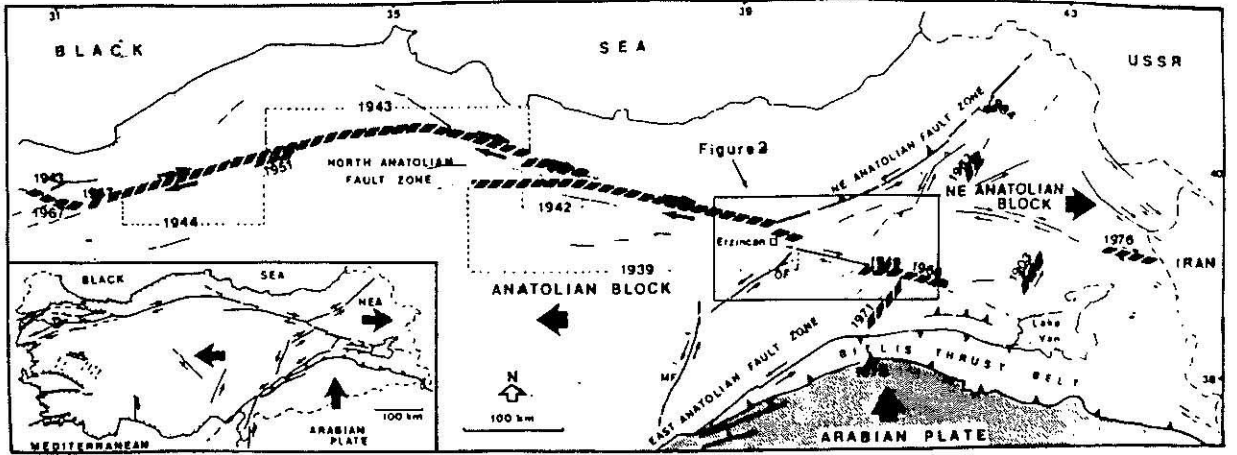 31 35 39 43
BLACK SEA
USSR
1943
1951
NORTH ANATOLIAN
FAULT ZONE
Figure 2
NE ANATOLIAN FAULT ZONE
NE ANATOLIAN
BLOCK
40
1943
1967
1944
1942
1939
Erzincan
OF
1976
IRAN
ANATOLIAN BLOCK
1971
Lake
Van
BITLIS THRUST BELT
38
MF
EAST ANATOLIAN FAULT ZONE
N
100 km
ARABIAN PLATE
BLACK SEA
NEA
100 km
ARABIAN
PLATE
MEDITERRANEAN